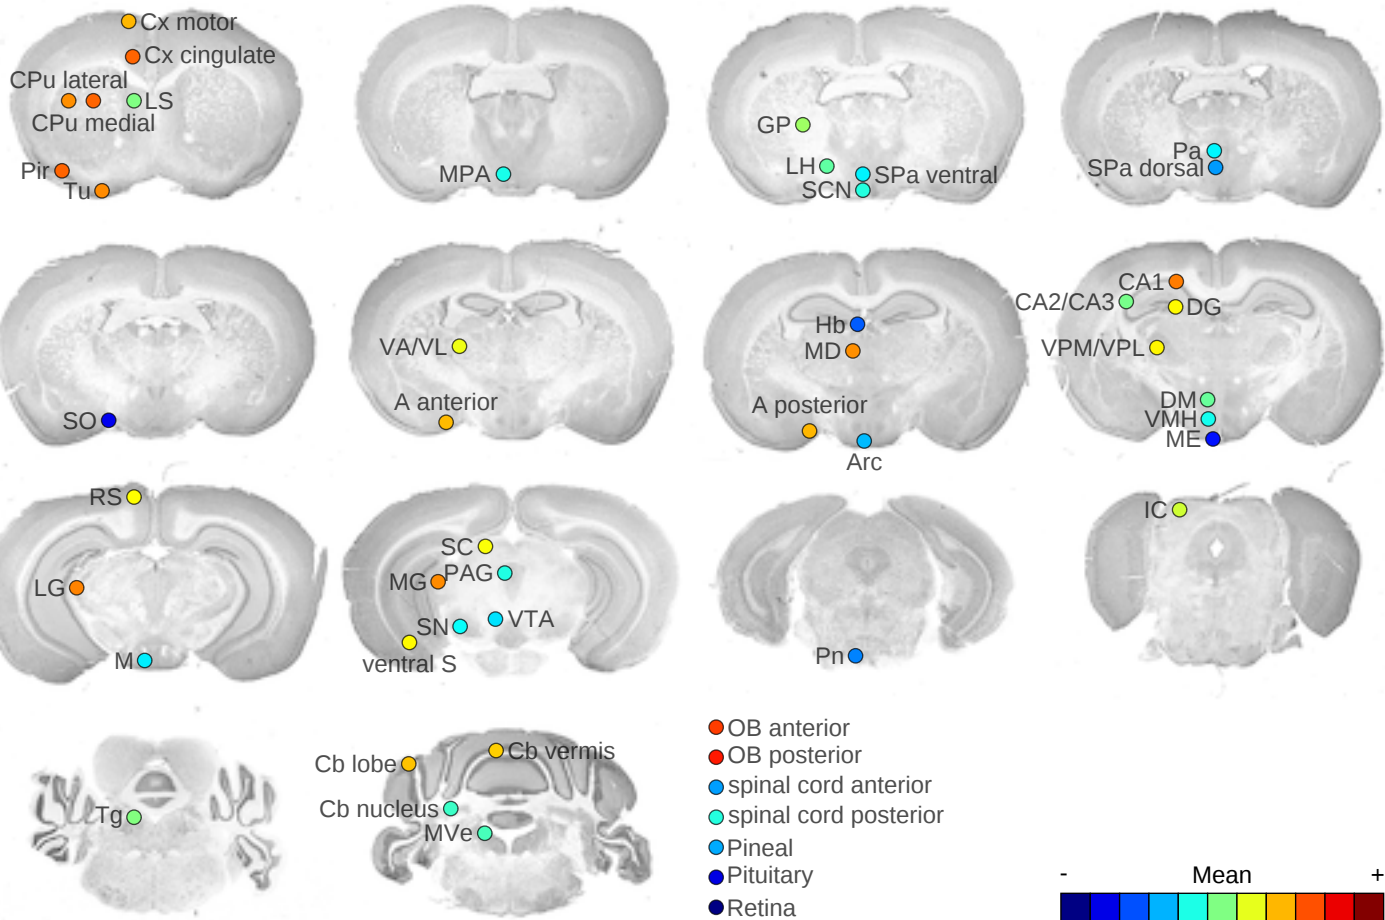 Cx motor
Cx cingulate
CPu lateral
LS
CPu medial
Pir
Tu
MPA
GP
LH
SPa ventral
SCN
Pa
SPa dorsal
SO
VA/VL
A anterior
Hb
MD
A posterior
Arc
CA1
CA2/CA3
DG
VPM/VPL
DM
VMH
ME
RS
LG
M
SC
MG
PAG
SN
VTA
ventral S
Pn
IC
Tg
Cb lobe
Cb vermis
Cb nucleus
MVe
OB anterior
OB posterior
spinal cord anterior
spinal cord posterior
Pineal
Pituitary
Retina
- Mean +